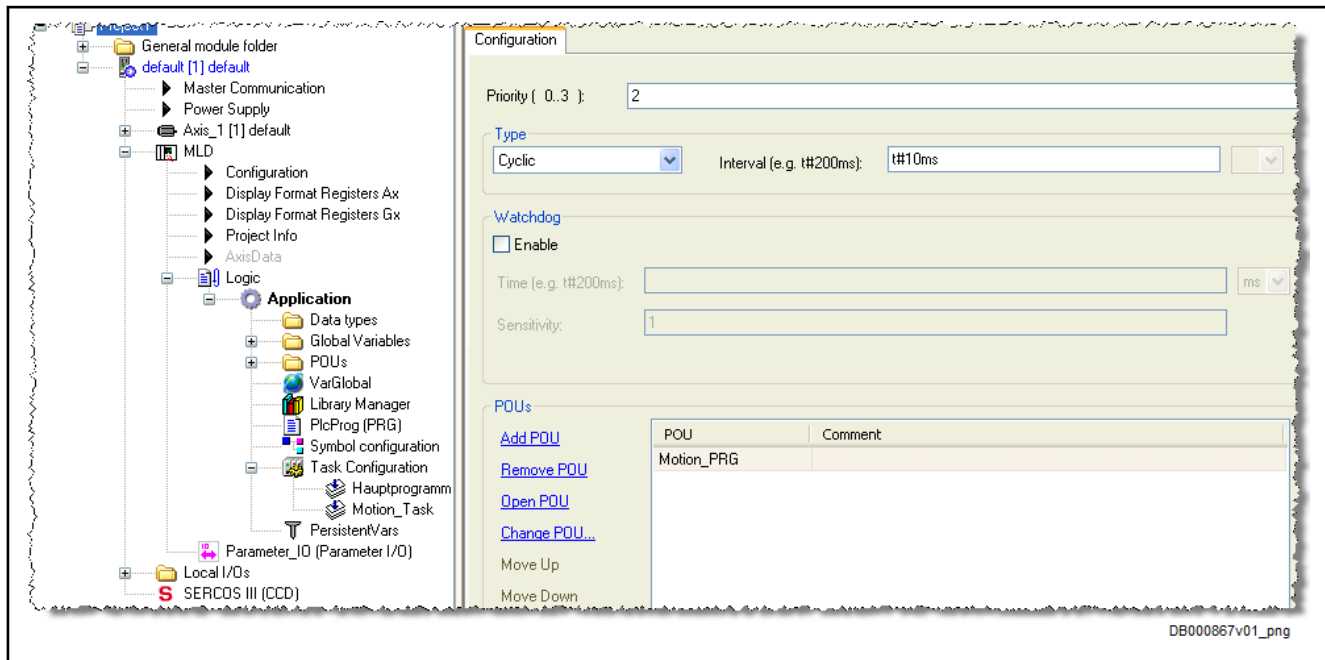 Project1
General module folder
default [1] default
Master Communication
Power Supply
Axis_1 [1] default
MLD
Configuration
Display Format Registers Ax
Display Format Registers Gx
Project Info
AxisData
Logic
Application
Data types
Global Variables
POUs
VarGlobal
Library Manager
PlcProg (PRG)
Symbol configuration
Task Configuration
Hauptprogramm
Motion_Task
PersistentVars
Parameter_IO (Parameter I/O)
Local I/Os
SERCOS III (CCD)
Configuration
Priority ( 0..3 ): 2
Type
Cyclic Interval (e.g. t#200ms): t#10ms
Watchdog
Enable
Time (e.g. t#200ms): ms
Sensitivity: 1
POUs
Add POU
Remove POU
Open POU
Change POU...
Move Up
Move Down
POU Comment
Motion_PRG
DB000867v01_png